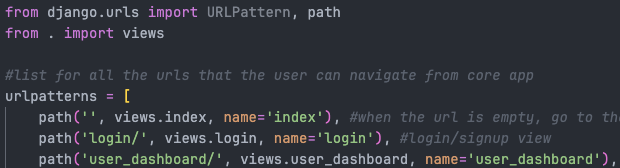 from django.urls import URLPattern, path
from . import views
#list for all the urls that the user can navigate from core app
urlpatterns = [
path('', views.index, name='index'), #when the url is empty, go to
path('login/', views.login, name='login'), #login/signup view
path('user_dashboard/', views.user_dashboard, name='user_dashboard'),